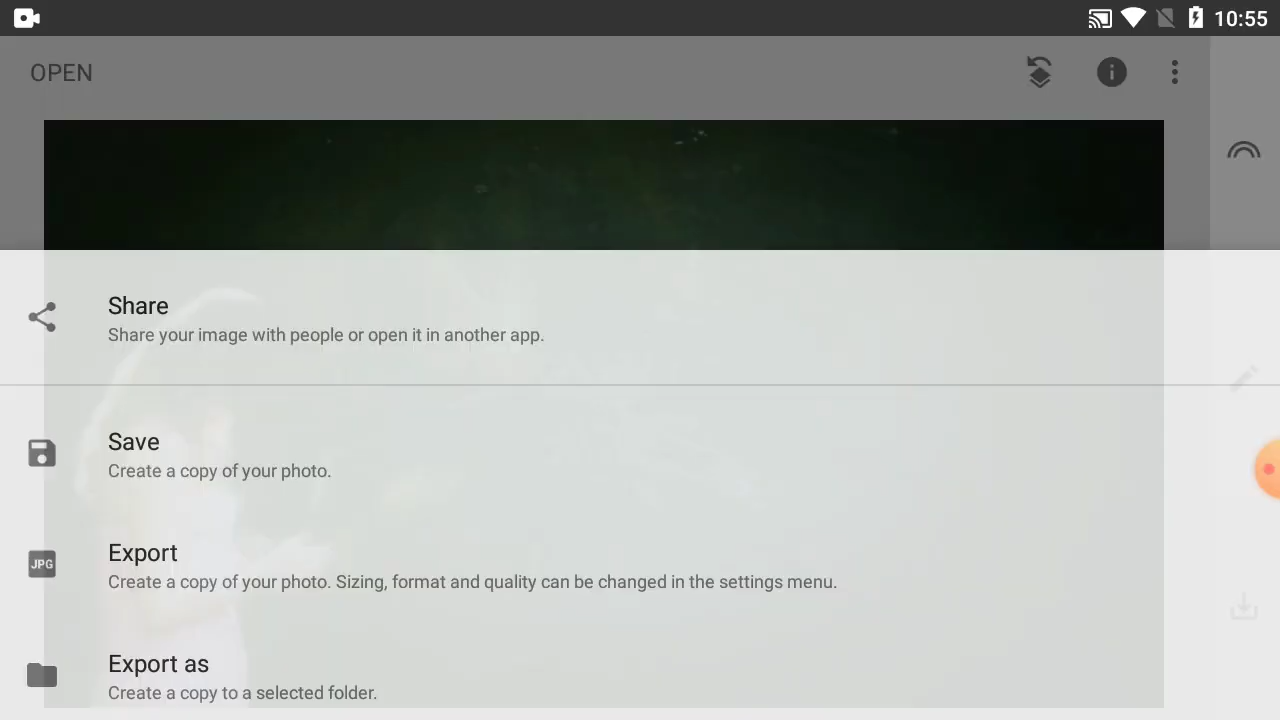 10:55
OPEN
Share
Share your image with people or open it in another app.
Save
Create a copy of your photo.
JPG
Export
Create a copy of your photo. Sizing, format and quality can be changed in the settings menu.
Export as
Create a copy to a selected folder.